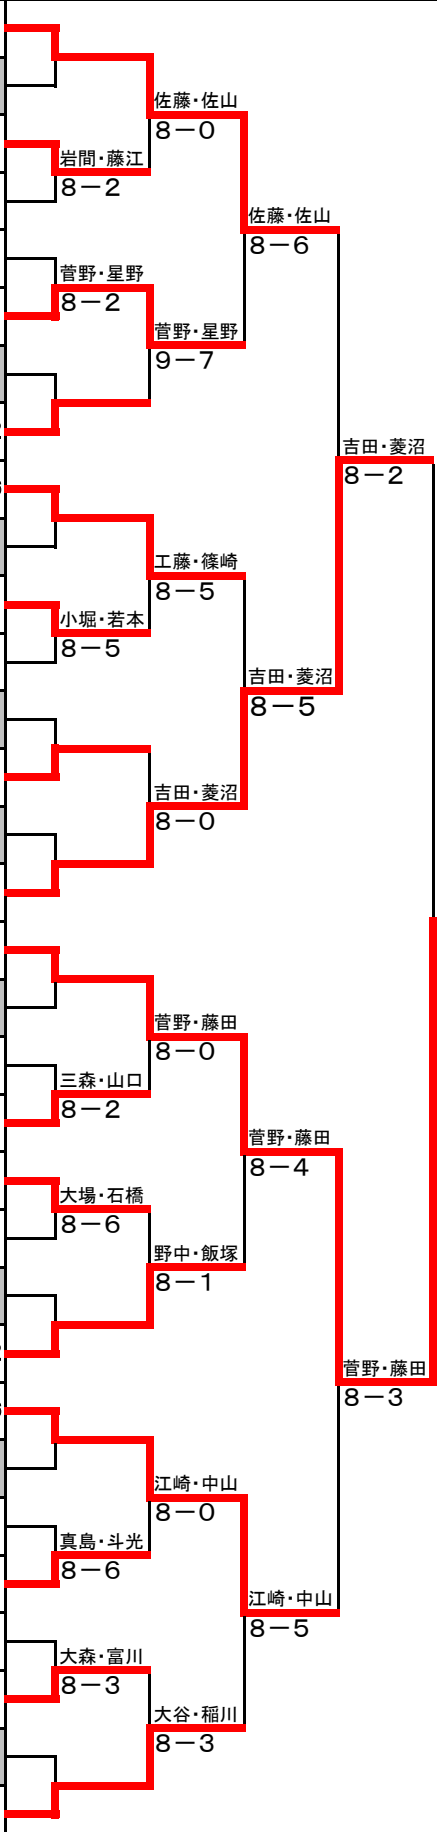 佐藤・佐山
8－0
岩間・藤江
8－2
佐藤・佐山
8－6
菅野・星野
8－2
菅野・星野
9－7
吉田・菱沼
8－2
工藤・篠崎
8－5
小堀・若本
8－5
吉田・菱沼
8－5
吉田・菱沼
8－0
菅野・藤田
8－0
三森・山口
8－2
菅野・藤田
8－4
大場・石橋
8－6
野中・飯塚
8－1
菅野・藤田
8－3
江崎・中山
8－0
真島・斗光
8－6
江崎・中山
8－5
大森・富川
8－3
大谷・稲川
8－3